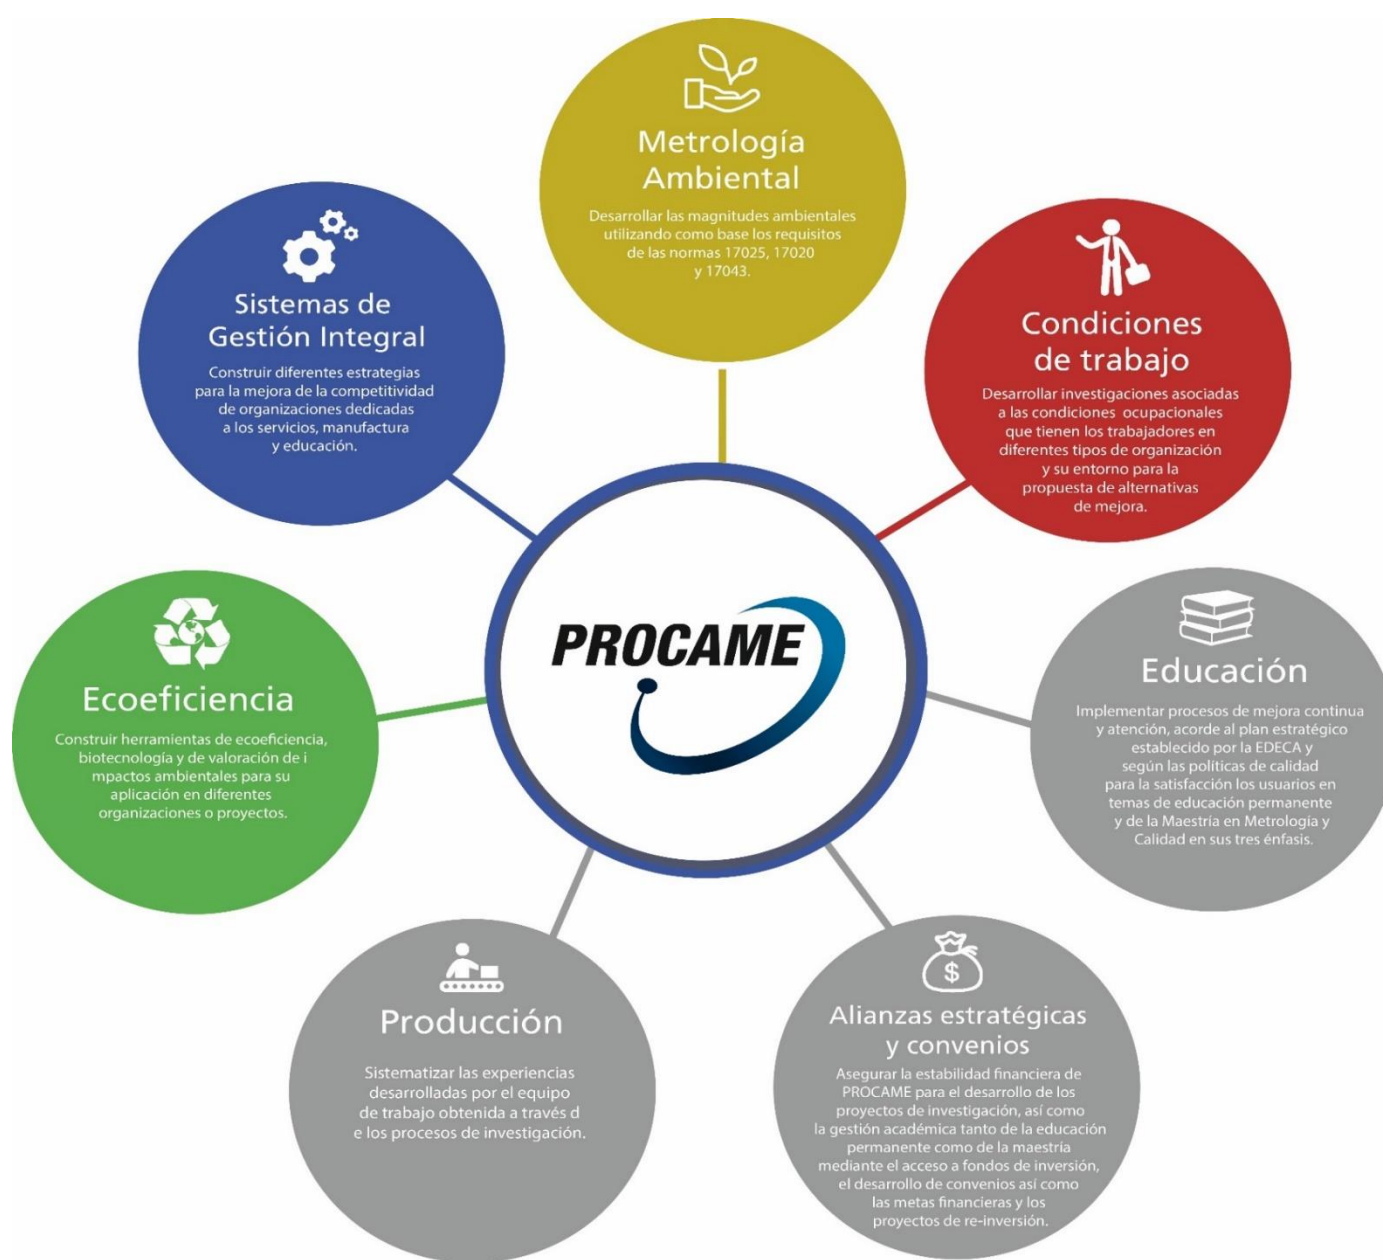 Metrología
Ambiental
Desarrollar las magnitudes ambientales
utilizando como base los requisitos
de las normas 17025, 17020
y 17043.
Sistemas de
Gestión Integral
Construir diferentes estrategias
para la mejora de la competitividad
de organizaciones dedicadas
a los servicios, manufactura
y educación.
Condiciones
de trabajo
Desarrollar investigaciones asociadas
a las condiciones ocupacionales
que tienen los trabajadores en
diferentes tipos de organización
y su entorno para la
propuesta de alternativas
de mejora.
PROCAME
Ecoeficiencia
Construir herramientas de ecoeficiencia,
biotecnología y de valoración de i
mpactos ambientales para su
aplicación en diferentes
organizaciones o proyectos.
Educación
Implementar procesos de mejora continua
y atención, acorde al plan estratégico
establecido por la EDECA y
según las políticas de calidad
para la satisfacción los usuarios en
temas de educación permanente
y de la Maestría en Metrología y
Calidad en sus tres énfasis.
Producción
Sistematizar las experiencias
desarrolladas por el equipo
de trabajo obtenida a través d
e los procesos de investigación.
$
Alianzas estratégicas
y convenios
Asegurar la estabilidad financiera de
PROCAME para el desarrollo de los
proyectos de investigación, así como
la gestión académica tanto de la educación
permanente como de la maestría
mediante el acceso a fondos de inversión,
el desarrollo de convenios así como
las metas financieras y los
proyectos de re-inversión.